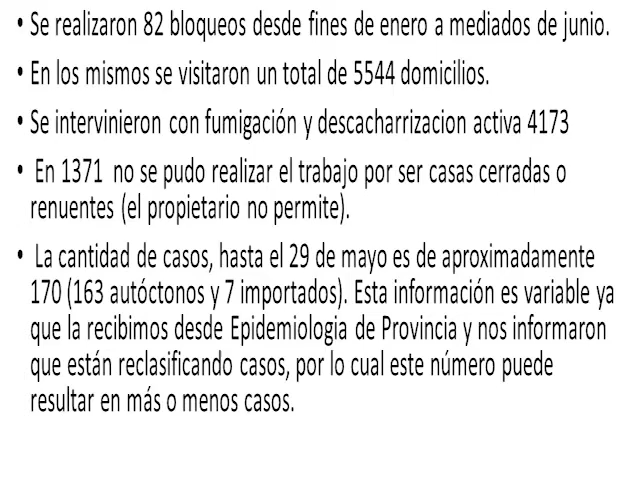 • Se realizaron 82 bloqueos desde fines de enero a mediados de junio.
• En los mismos se visitaron un total de 5544 domicilios.
• Se intervinieron con fumigación y descacharrizacion activa 4173
• En 1371 no se pudo realizar el trabajo por ser casas cerradas o
renuentes (el propietario no permite).
• La cantidad de casos, hasta el 29 de mayo es de aproximadamente
170 (163 autóctonos y 7 importados). Esta información es variable ya
que la recibimos desde Epidemiologia de Provincia y nos informaron
que están reclasificando casos, por lo cual este número puede
resultar en más o menos casos.